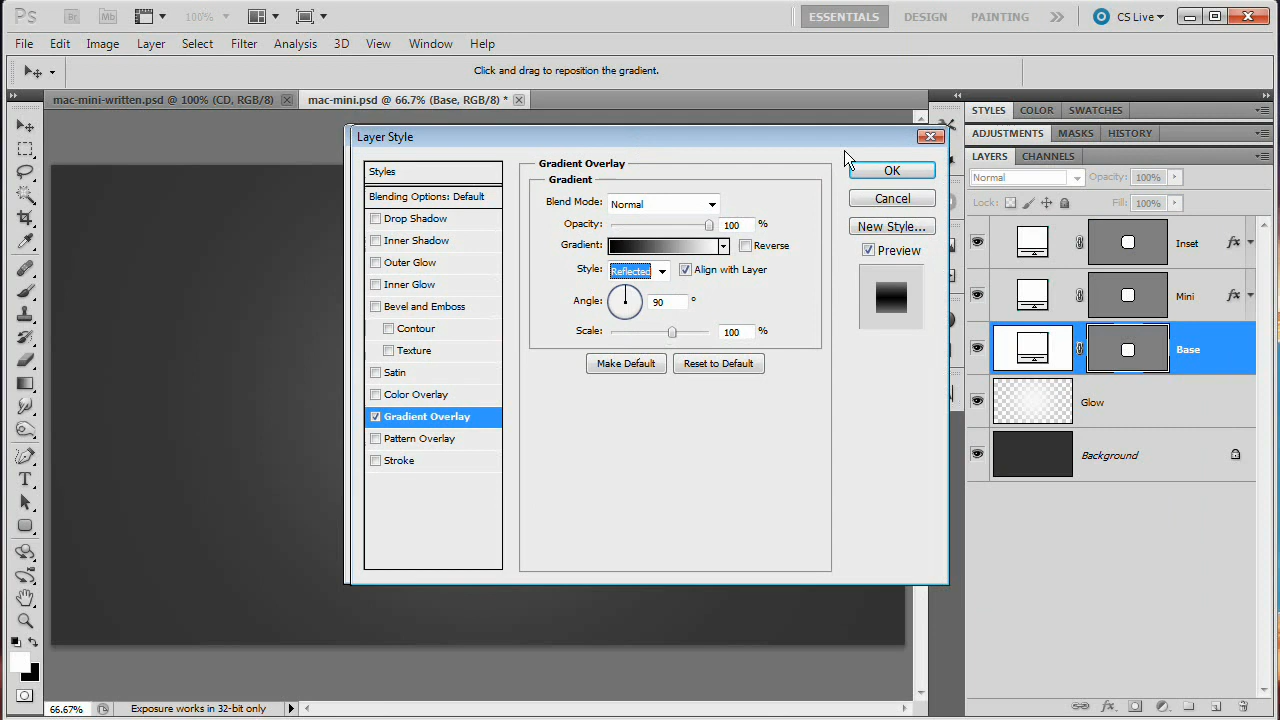 Ps Br Mb 100% ESSENTIALS DESIGN PAINTING CS Live
File Edit Image Layer Select Filter Analysis 3D View Window Help
Click and drag to reposition the gradient.
mac-mini-written.psd @ 100% (CD, RGB/8) mac-mini.psd @ 66.7% (Base, RGB/8) *
STYLES COLOR SWATCHES
ADJUSTMENTS MASKS HISTORY
LAYERS CHANNELS
Normal Opacity: 100%
Lock: Fill: 100%
Inset fx
Mini fx
Base
Glow
Background
Layer Style
Styles
Blending Options: Default
Drop Shadow
Inner Shadow
Outer Glow
Inner Glow
Bevel and Emboss
Contour
Texture
Satin
Color Overlay
Gradient Overlay
Pattern Overlay
Stroke
Gradient Overlay
Gradient
Blend Mode: Normal
Opacity: 100 %
Gradient: Reverse
Style: Reflected Align with Layer
Angle: 90 °
Scale: 100 %
Make Default Reset to Default
OK
Cancel
New Style...
Preview
66.67% Exposure works in 32-bit only
fx.